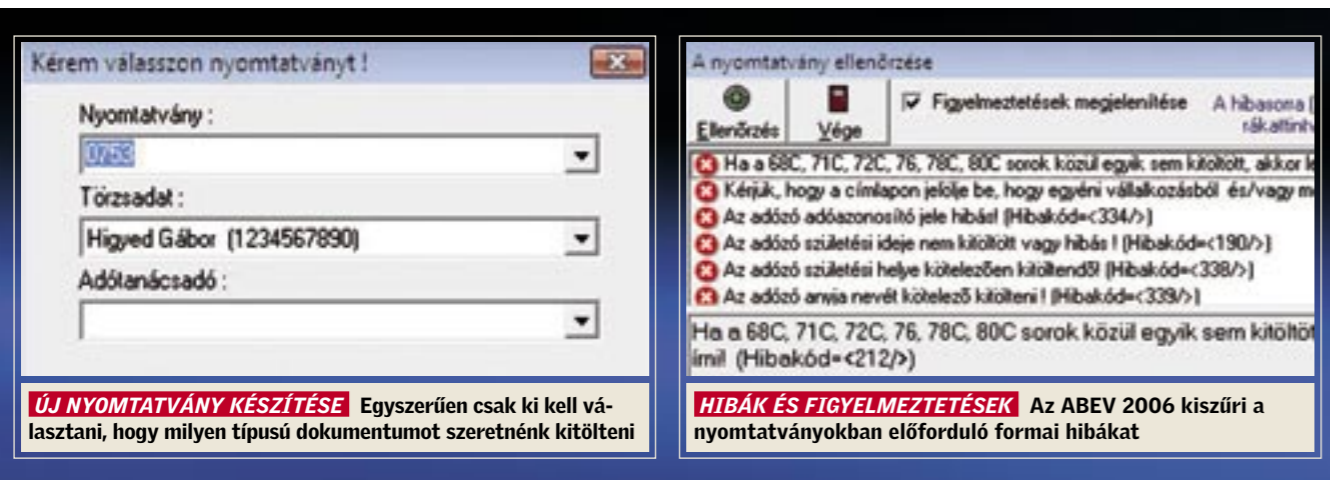 Kérem válasszon nyomtatványt !
Nyomtatvány :
0753
Törzsadat :
Higyed Gábor (1234567890)
Adótanácsadó :
ÚJ NYOMTATVÁNY KÉSZÍTÉSE Egyszerűen csak ki kell vá-
lasztani, hogy milyen típusú dokumentumot szeretnénk kitölteni
A nyomtatvány ellenőrzése
Ellenőrzés
Vége
Figyelmeztetések megjelenítése
A hibasorra
rákattint
Ha a 68C, 71C, 72C, 76, 78C, 80C sorok közül egyik sem kitöltött, akkor
Kérjük, hogy a címlapon jelölje be, hogy egyéni vállalkozásból és/vagy
Az adózó adóazonosító jele hibás! (Hibakód=<334/>)
Az adózó születési ideje nem kitöltött vagy hibás ! (Hibakód=<190/>)
Az adózó születési helye kötelezően kitöltendő! (Hibakód=<338/>)
Az adózó anyja nevét kötelező kitölteni ! (Hibakód=<339/>)
Ha a 68C, 71C, 72C, 76, 78C, 80C sorok közül egyik sem kitöltöt
írni! (Hibakód=<212/>)
HIBÁK ÉS FIGYELMEZTETÉSEK Az ABEV 2006 kiszűri a
nyomtatványokban előforduló formai hibákat